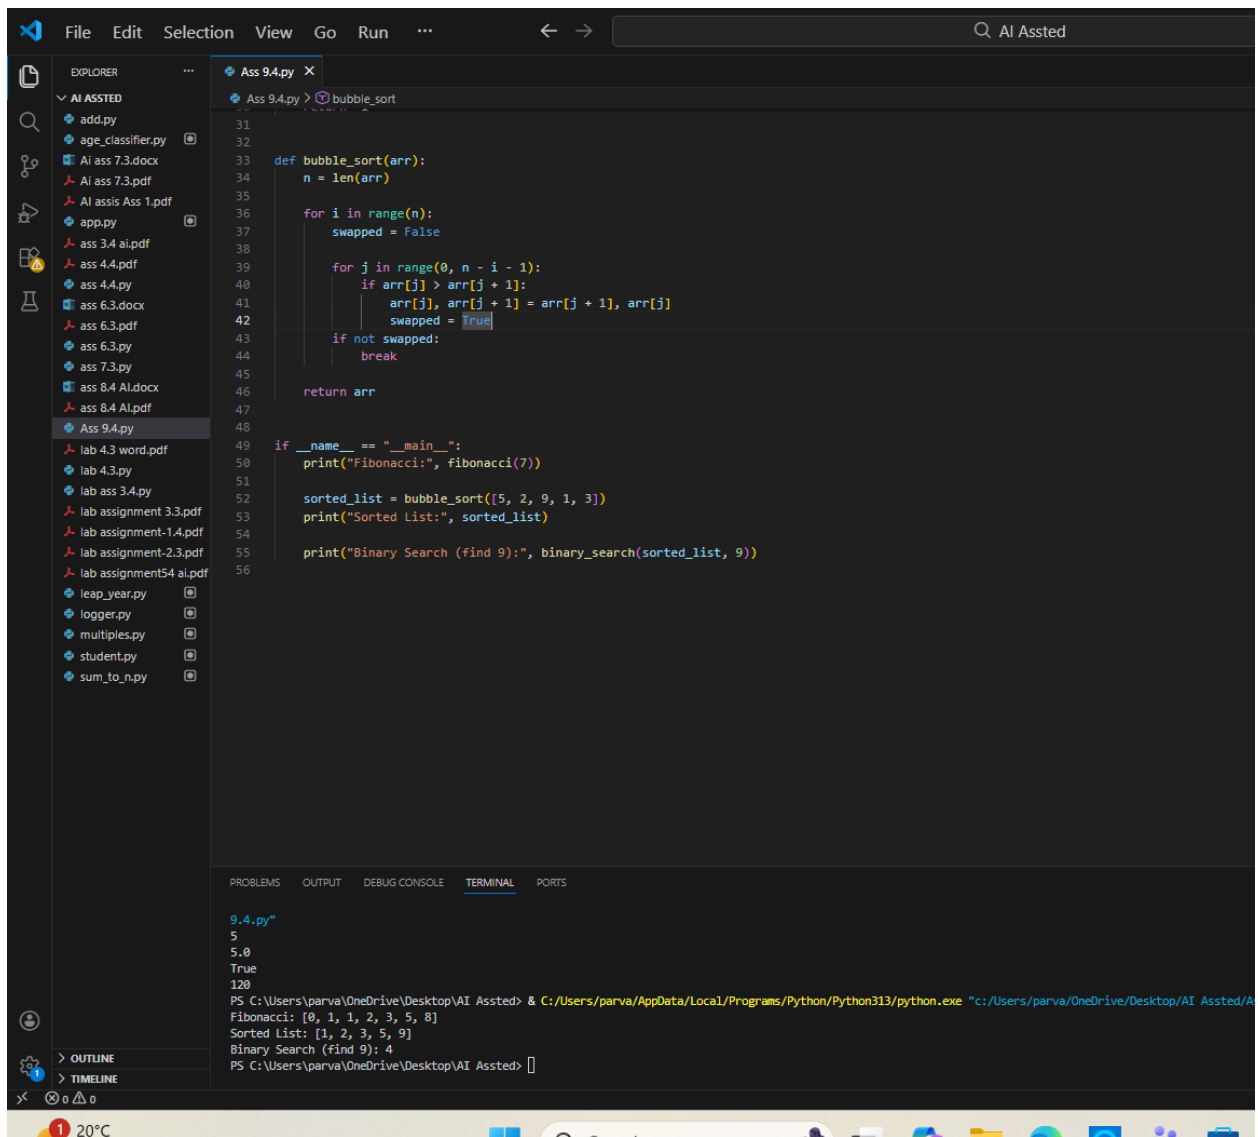 File Edit Selection View Go Run ··· ← → AI Assted
EXPLORER ···
AI ASSTED
add.py
age_classifier.py
Ai ass 7.3.docx
Ai ass 7.3.pdf
AI assis Ass 1.pdf
app.py
ass 3.4 ai.pdf
ass 4.4.pdf
ass 4.4.py
ass 6.3.docx
ass 6.3.pdf
ass 6.3.py
ass 7.3.py
ass 8.4 AI.docx
ass 8.4 AI.pdf
Ass 9.4.py
lab 4.3 word.pdf
lab 4.3.py
lab ass 3.4.py
lab assignment 3.3.pdf
lab assignment-1.4.pdf
lab assignment-2.3.pdf
lab assignment54 ai.pdf
leap_year.py
logger.py
multiples.py
student.py
sum_to_n.py
OUTLINE
TIMELINE
Ass 9.4.py ×
Ass 9.4.py > bubble_sort
31
32
33 def bubble_sort(arr):
34     n = len(arr)
35
36     for i in range(n):
37         swapped = False
38
39         for j in range(0, n - i - 1):
40             if arr[j] > arr[j + 1]:
41                 arr[j], arr[j + 1] = arr[j + 1], arr[j]
42                 swapped = True
43         if not swapped:
44             break
45
46     return arr
47
48
49 if __name__ == "__main__":
50     print("Fibonacci:", fibonacci(7))
51
52     sorted_list = bubble_sort([5, 2, 9, 1, 3])
53     print("Sorted List:", sorted_list)
54
55     print("Binary Search (find 9):", binary_search(sorted_list, 9))
56
PROBLEMS OUTPUT DEBUG CONSOLE TERMINAL PORTS
9.4.py"
5
5.0
True
120
PS C:\Users\parva\OneDrive\Desktop\AI Assted> & C:/Users/parva/AppData/Local/Programs/Python/Python313/python.exe "c:/Users/parva/OneDrive/Desktop/AI Assted/As
Fibonacci: [0, 1, 1, 2, 3, 5, 8]
Sorted List: [1, 2, 3, 5, 9]
Binary Search (find 9): 4
PS C:\Users\parva\OneDrive\Desktop\AI Assted>
1
0 0
1 20°C